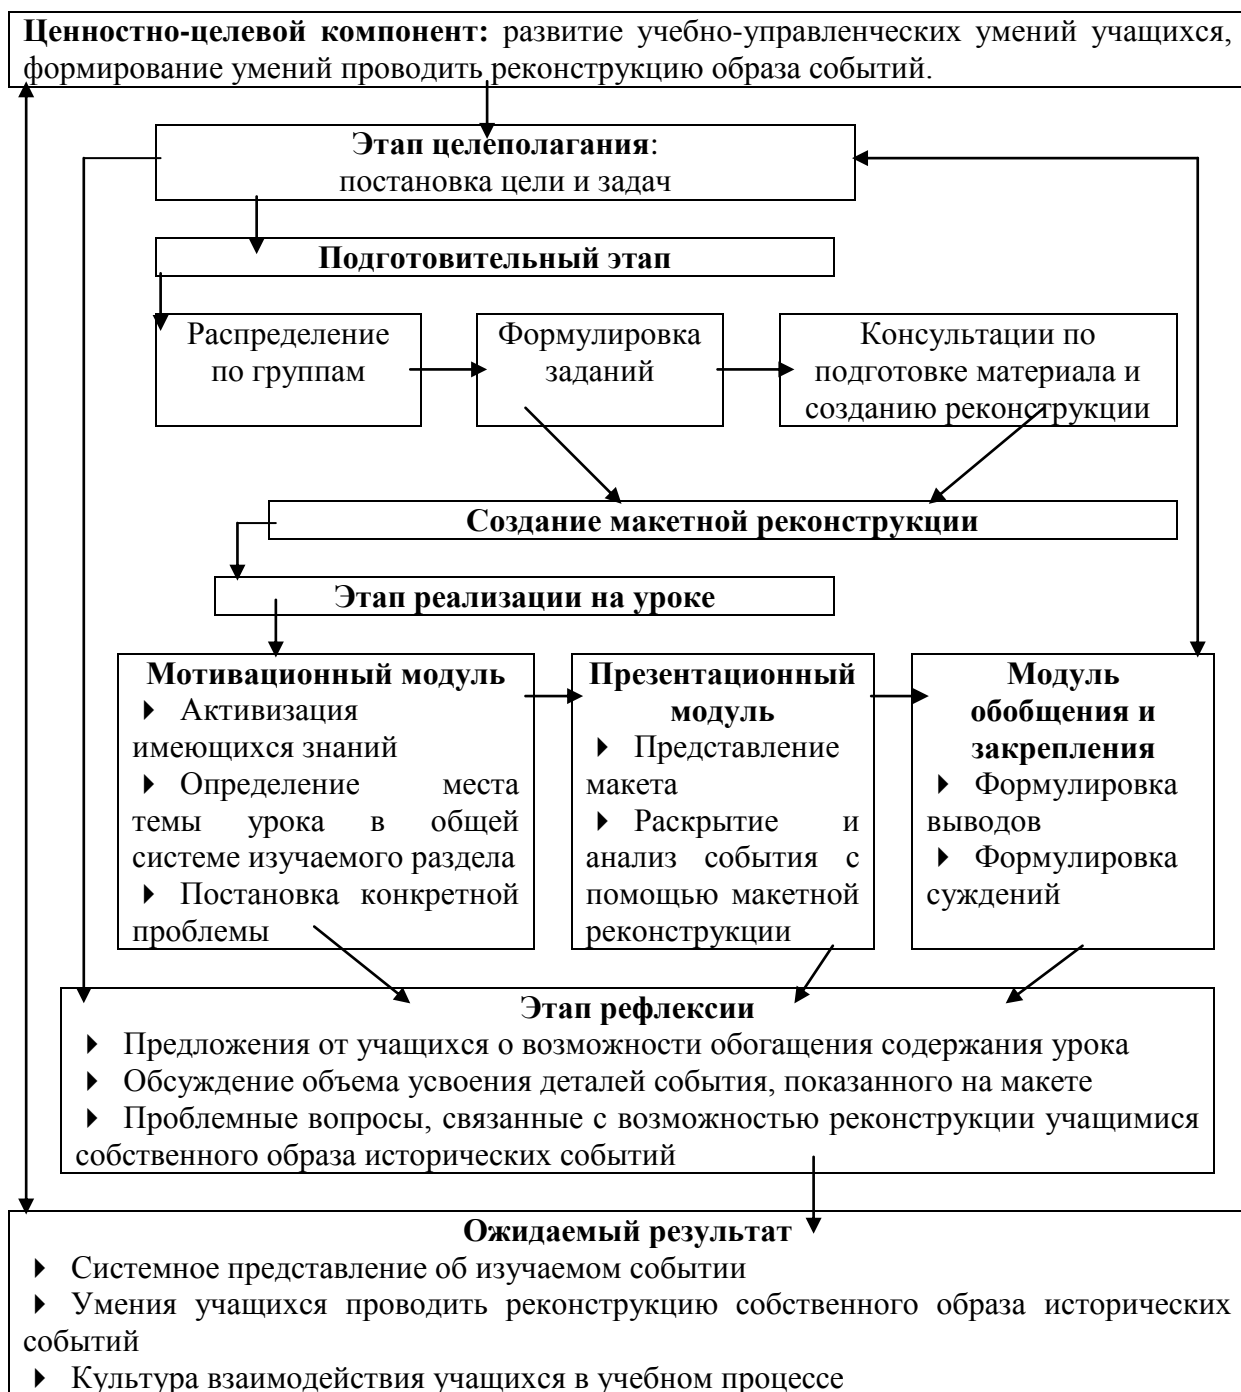 Ценностно-целевой компонент: развитие учебно-управленческих умений учащихся,
формирование умений проводить реконструкцию образа событий.
Этап целеполагания:
постановка цели и задач
Подготовительный этап
Распределение
по группам
Формулировка
заданий
Консультации по
подготовке материала и
созданию реконструкции
Создание макетной реконструкции
Этап реализации на уроке
Мотивационный модуль
Активизация
имеющихся знаний
Определение места
темы урока в общей
системе изучаемого раздела
Постановка конкретной
проблемы
Презентационный
модуль
Представление
макета
Раскрытие и
анализ события с
помощью макетной
реконструкции
Модуль
обобщения и
закрепления
Формулировка
выводов
Формулировка
суждений
Этап рефлексии
Предложения от учащихся о возможности обогащения содержания урока
Обсуждение объема усвоения деталей события, показанного на макете
Проблемные вопросы, связанные с возможностью реконструкции учащимися
собственного образа исторических событий
Ожидаемый результат
Системное представление об изучаемом событии
Умения учащихся проводить реконструкцию собственного образа исторических
событий
Культура взаимодействия учащихся в учебном процессе